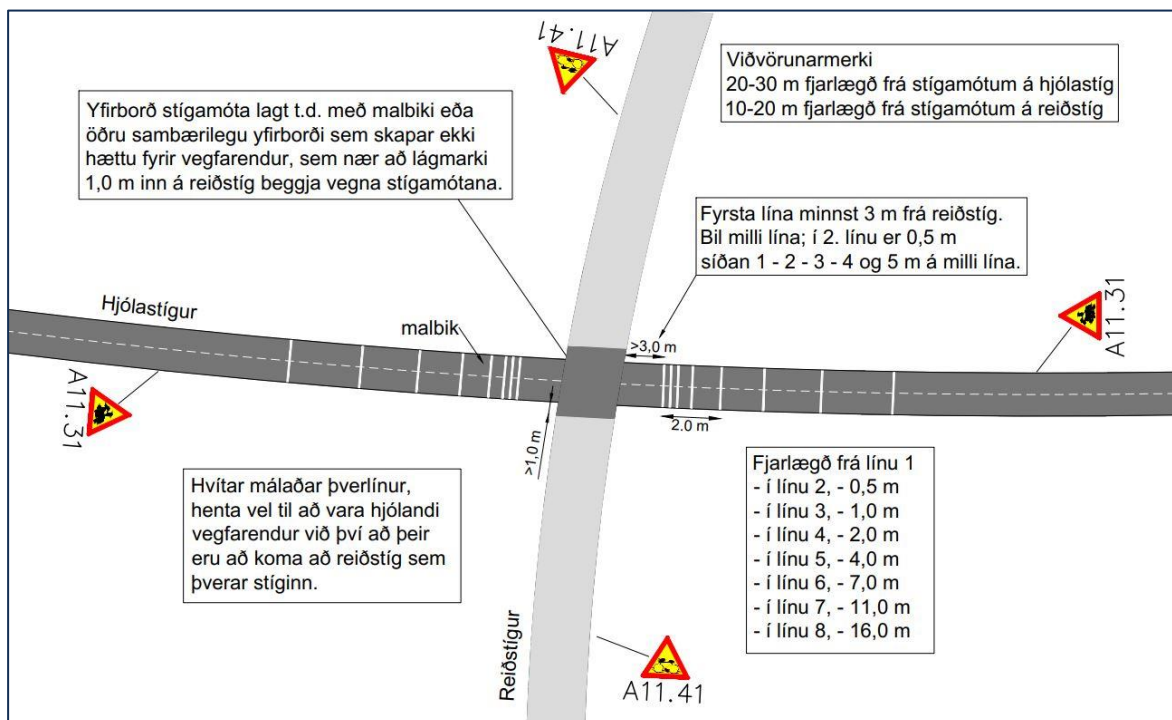 A11.41
Viðvörunarmerki
20-30 m fjarlægð frá stígamótum á hjólastíg
10-20 m fjarlægð frá stígamótum á reiðstíg
Yfirborð stígamóta lagt t.d. með malbiki eða
öðru sambærilegu yfirborði sem skapar ekki
hættu fyrir vegfarendur, sem nær að lágmarki
1,0 m inn á reiðstíg beggja vegna stígamótana.
Fyrsta lína minnst 3 m frá reiðstíg.
Bil milli lína; í 2. línu er 0,5 m
síðan 1 - 2 - 3 - 4 og 5 m á milli lína.
Hjólastígur
malbik
>3,0 m
A11.31
A11.31
2.0 m
>1,0 m
Hvítar málaðar þverlínur,
henta vel til að vara hjólandi
vegfarendur við því að þeir
eru að koma að reiðstíg sem
þverar stíginn.
Fjarlægð frá línu 1
- í línu 2, - 0,5 m
- í línu 3, - 1,0 m
- í línu 4, - 2,0 m
- í línu 5, - 4,0 m
- í línu 6, - 7,0 m
- í línu 7, - 11,0 m
- í línu 8, - 16,0 m
Reiðstígur
A11.41